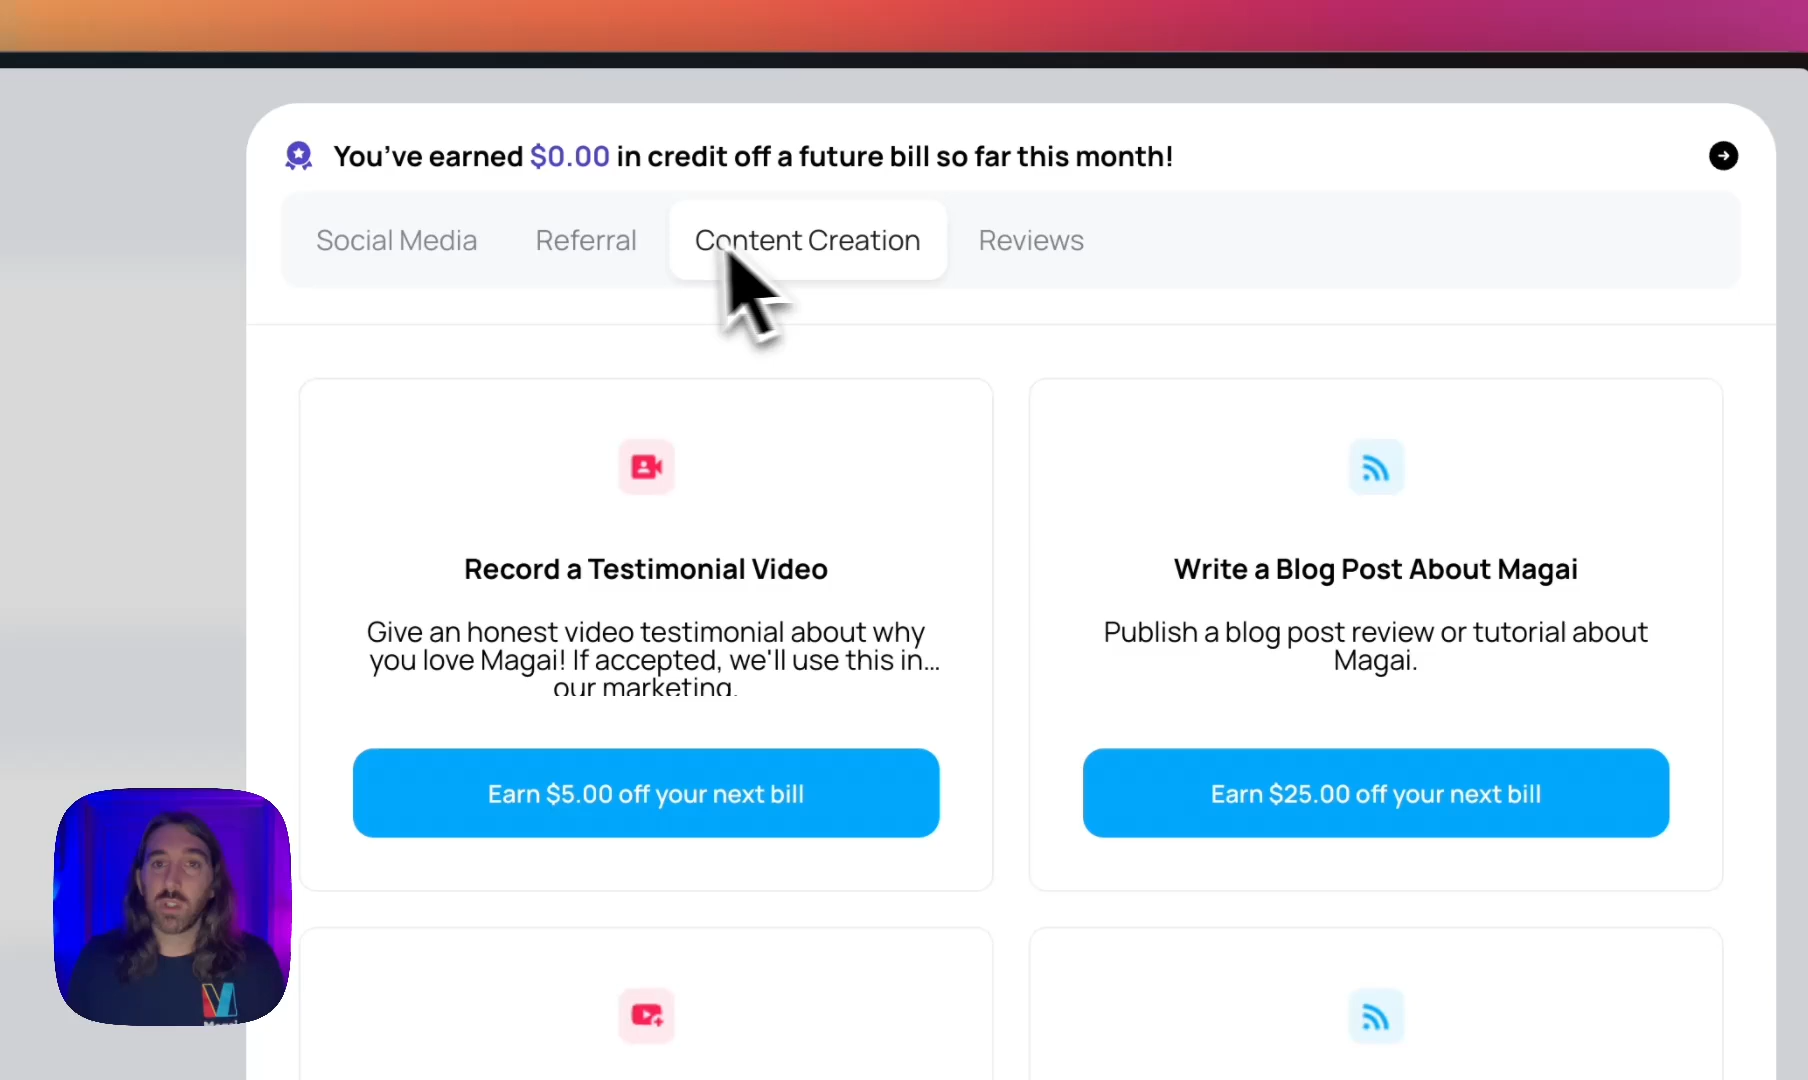 You've earned $0.00 in credit off a future bill so far this month!
Social Media Referral Content Creation Reviews
Record a Testimonial Video
Give an honest video testimonial about why
you love Magai! If accepted, we'll use this in...
our marketing.
Earn $5.00 off your next bill
Write a Blog Post About Magai
Publish a blog post review or tutorial about
Magai.
Earn $25.00 off your next bill